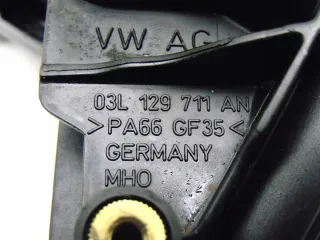 VW AG
03L 129 711 AN
>PA66 GF35<
GERMANY
MHO